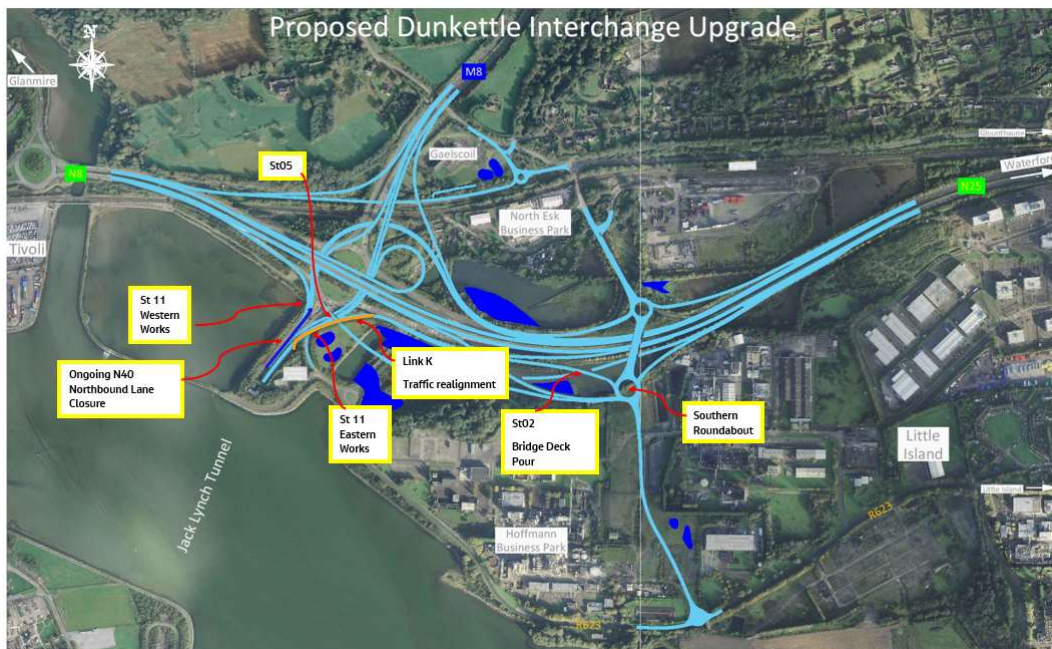 Proposed Dunkettle Interchange Upgrade
N
Glanmire
M8
Glounthaune
Gaelscoil
St05
Waterford
N8
N25
North Esk
Business Park
Tivoli
St 11
Western
Works
Ongoing N40
Northbound Lane
Closure
Link K
Traffic realignment
St 11
Eastern
Works
St02
Bridge Deck
Pour
Southern
Roundabout
Little
Island
Little Island
Jack Lynch Tunnel
R623
Hoffmann
Business Park
R623